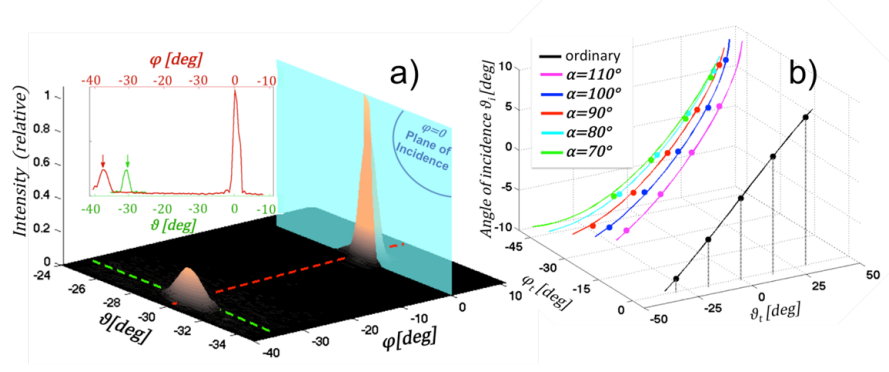 φ [deg]
-40 -30 -20 -10 0 -10
a)
1
0.8
0.6
0.4
0.2
0
Intensity (relative)
-40 -30 -20 -10 0 -10
ϑ [deg]
φ=0
Plane of
Incidence
-24
-26
-28
-30
-32
-34
ϑ[deg]
-40
-30
-20
-10
0
10
φ[deg]
b)
ordinary
α=110°
α=100°
α=90°
α=80°
α=70°
10
5
0
-5
-10
Angle of incidence ϑi [deg]
-45
-30
-15
0
φt [deg]
-50
-25
0
25
50
ϑt [deg]